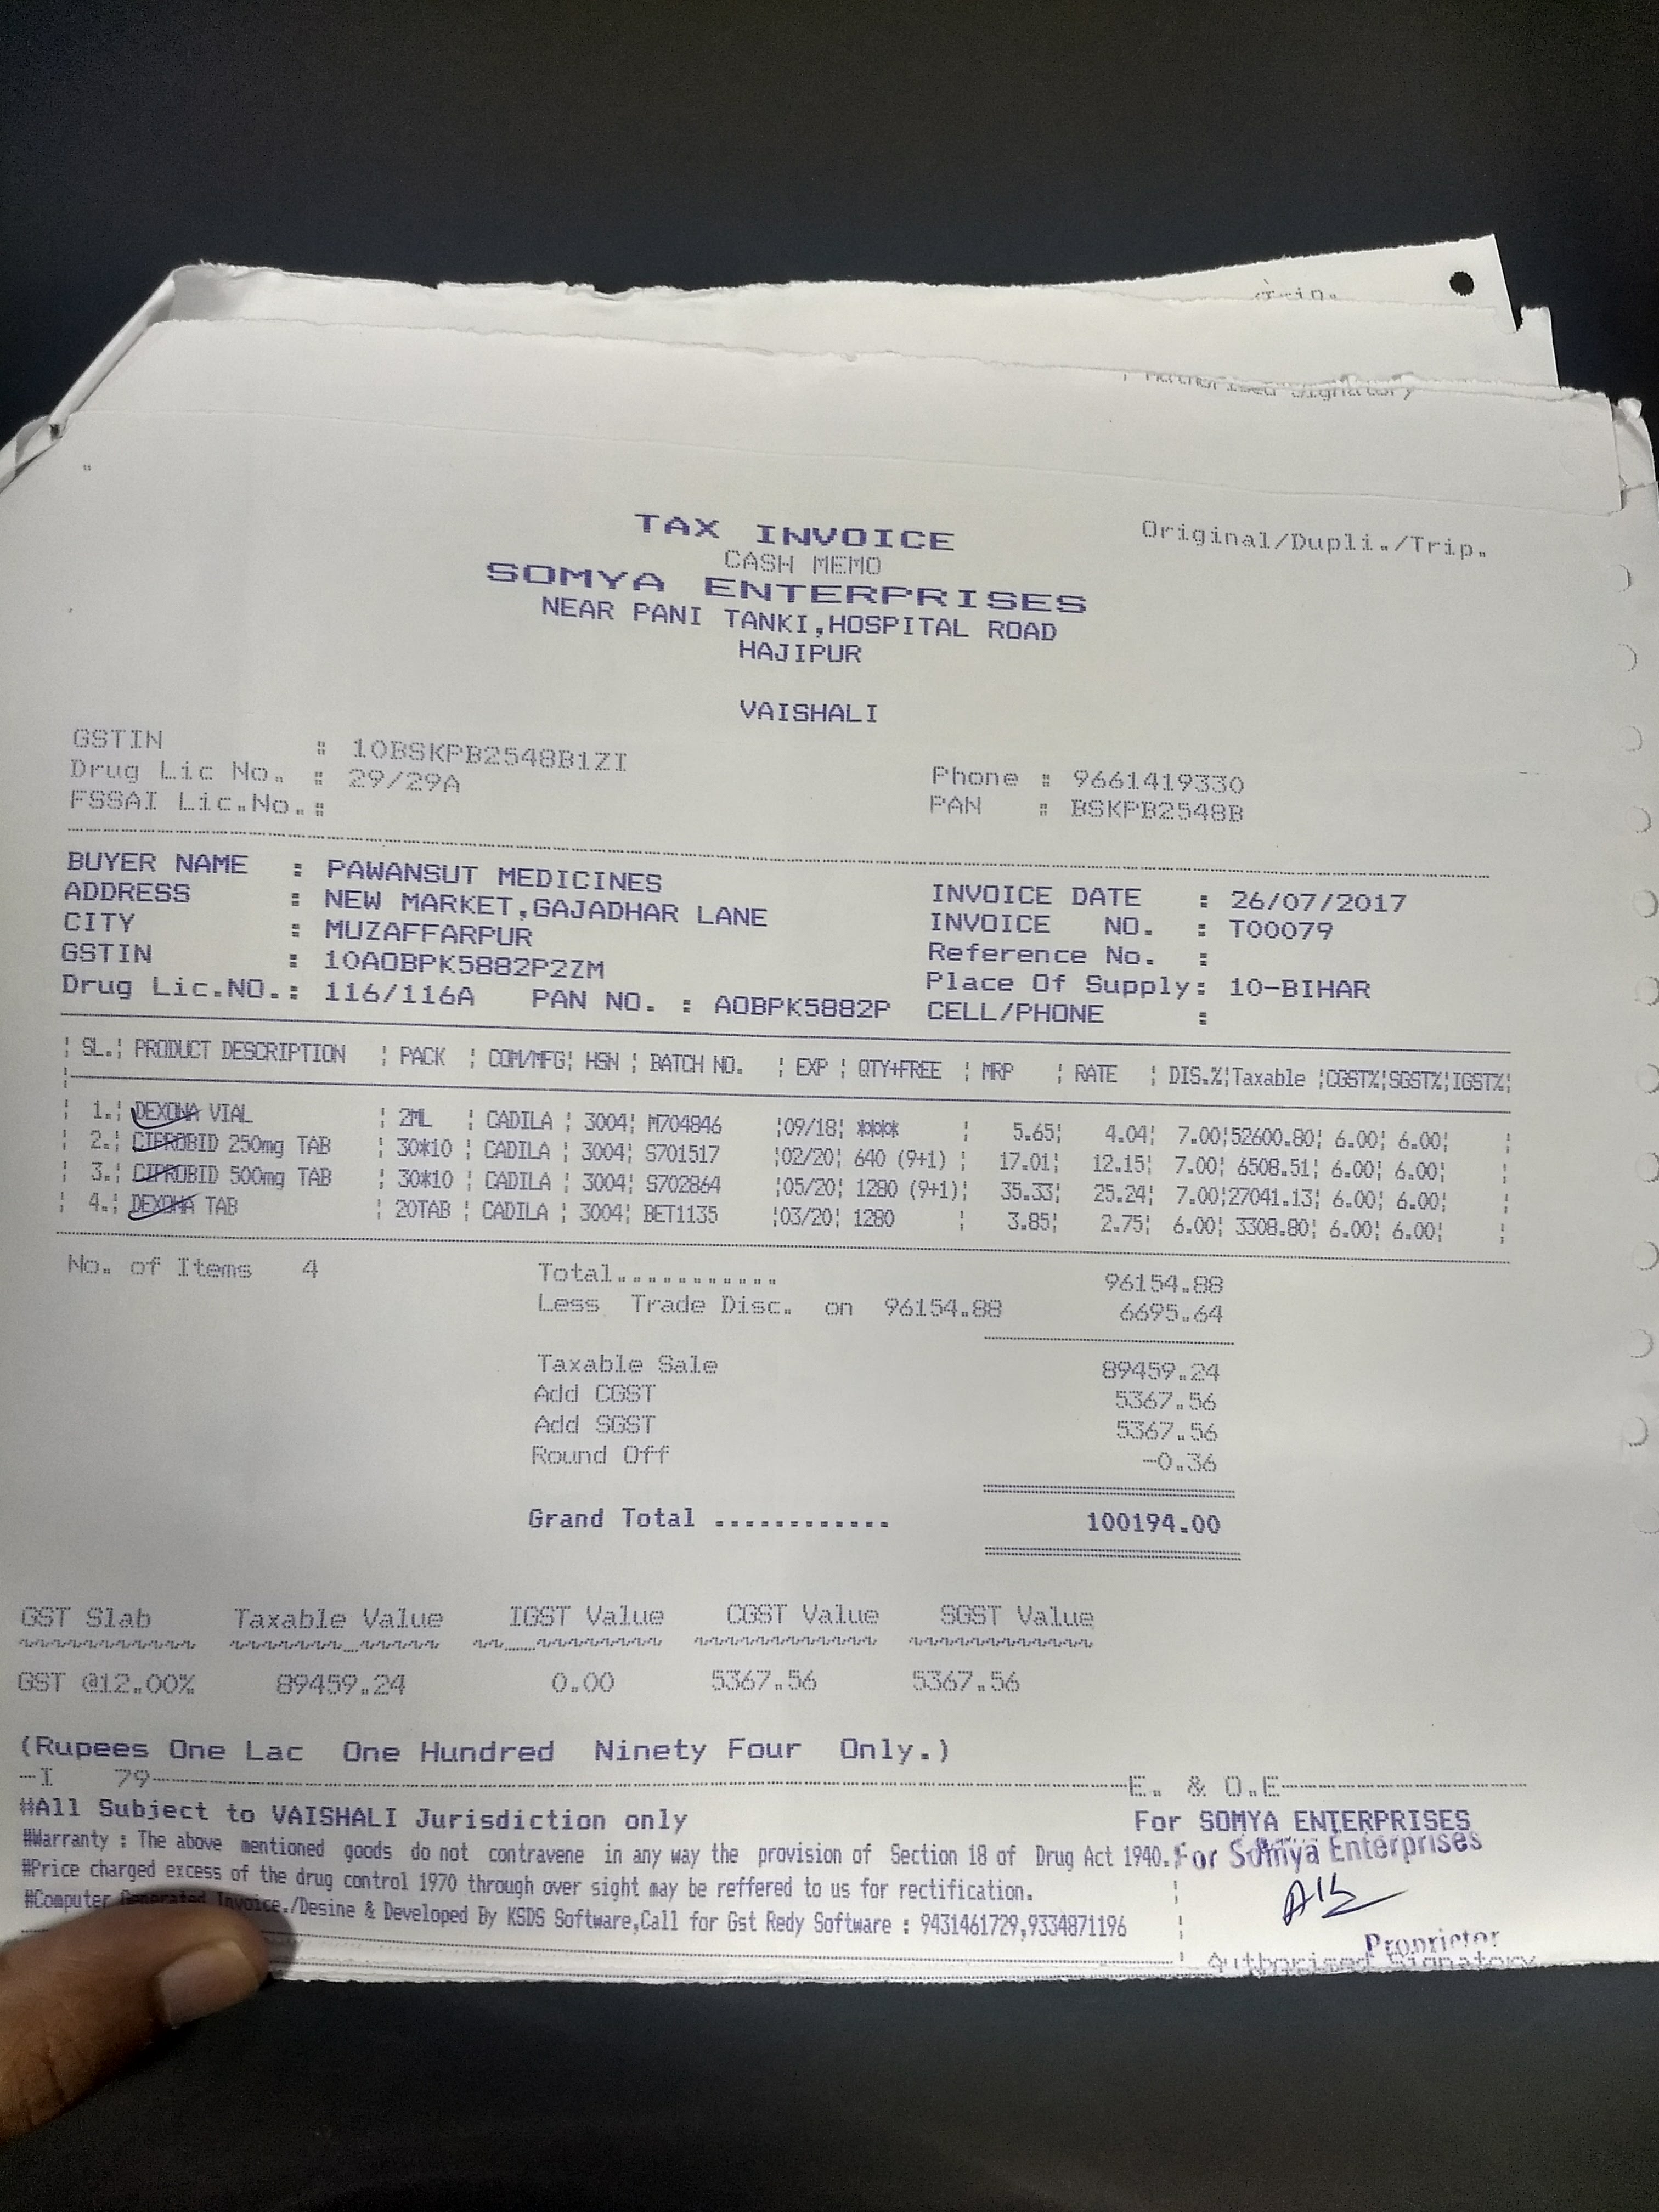 Authorised Signatory
TAX INVOICE
Original/Dupli./Trip.
CASH MEMO
SOMYA ENTERPRISES
NEAR PANI TANKI,HOSPITAL ROAD
HAJIPUR
VAISHALI
GSTIN : 10BSKPB2548B1ZI
Drug Lic No. : 29/29A Phone : 9661419330
FSSAI Lic.No.: PAN : BSKPB2548B
BUYER NAME : PAWANSUT MEDICINES INVOICE DATE : 26/07/2017
ADDRESS : NEW MARKET,GAJADHAR LANE INVOICE NO. : T00079
CITY : MUZAFFARPUR Reference No. :
GSTIN : 10AOBPK5882P2ZM Place Of Supply: 10-BIHAR
Drug Lic.NO.: 116/116A PAN NO. : AOBPK5882P CELL/PHONE :
¦ SL.¦ PRODUCT DESCRIPTION ¦ PACK ¦ COM/MFG¦ HSN ¦ BATCH NO. ¦ EXP ¦ QTY+FREE ¦ MRP ¦ RATE ¦ DIS.%¦Taxable ¦CGST%¦SGST%¦IGST%¦
¦ 1.¦ DEXONA VIAL ¦ 2ML ¦ CADILA ¦ 3004¦ M704846 ¦09/18¦ **** ¦ 5.65¦ 4.04¦ 7.00¦52600.80¦ 6.00¦ 6.00¦ ¦
¦ 2.¦ CIPROBID 250mg TAB ¦ 30*10 ¦ CADILA ¦ 3004¦ S701517 ¦02/20¦ 640 (9+1) ¦ 17.01¦ 12.15¦ 7.00¦ 6508.51¦ 6.00¦ 6.00¦ ¦
¦ 3.¦ CIPROBID 500mg TAB ¦ 30*10 ¦ CADILA ¦ 3004¦ S702864 ¦05/20¦ 1280 (9+1)¦ 35.33¦ 25.24¦ 7.00¦27041.13¦ 6.00¦ 6.00¦ ¦
¦ 4.¦ DEXONA TAB ¦ 20TAB ¦ CADILA ¦ 3004¦ BET1135 ¦03/20¦ 1280 ¦ 3.85¦ 2.75¦ 6.00¦ 3308.80¦ 6.00¦ 6.00¦ ¦
No. of Items 4 Total........... 96154.88
Less Trade Disc. on 96154.88 6695.64
Taxable Sale 89459.24
Add CGST 5367.56
Add SGST 5367.56
Round Off -0.36
Grand Total ............ 100194.00
GST Slab Taxable Value IGST Value CGST Value SGST Value
GST @12.00% 89459.24 0.00 5367.56 5367.56
(Rupees One Lac One Hundred Ninety Four Only.)
-I 79 E. & O.E
#All Subject to VAISHALI Jurisdiction only For SOMYA ENTERPRISES
#Warranty : The above mentioned goods do not contravene in any way the provision of Section 18 of Drug Act 1940. For Somya Enterprises
#Price charged excess of the drug control 1970 through over sight may be reffered to us for rectification.
#Computer Generated Invoice./Desine & Developed By KSDS Software,Call for Gst Redy Software : 9431461729,9334871196
Proprietor
Authorised Signatory